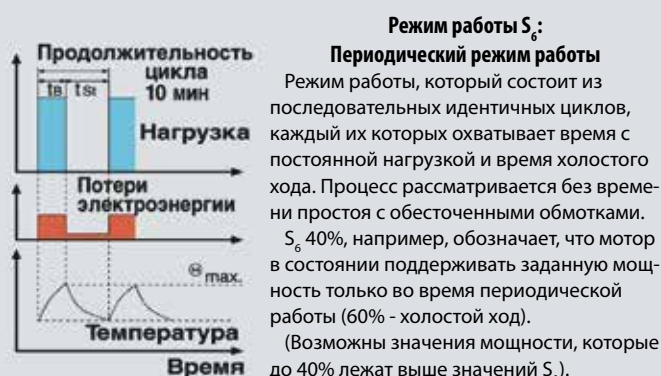 Продолжительность
цикла
10 мин
tв tst
Нагрузка
Потери
электроэнергии
Θ max.
Температура
Время
Режим работы S6:
Периодический режим работы
Режим работы, который состоит из
последовательных идентичных циклов,
каждый их которых охватывает время с
постоянной нагрузкой и время холостого
хода. Процесс рассматривается без време-
ни простоя с обесточенными обмотками.
S6 40%, например, обозначает, что мотор
в состоянии поддерживать заданную мощ-
ность только во время периодической
работы (60% - холостой ход).
(Возможны значения мощности, которые
до 40% лежат выше значений S